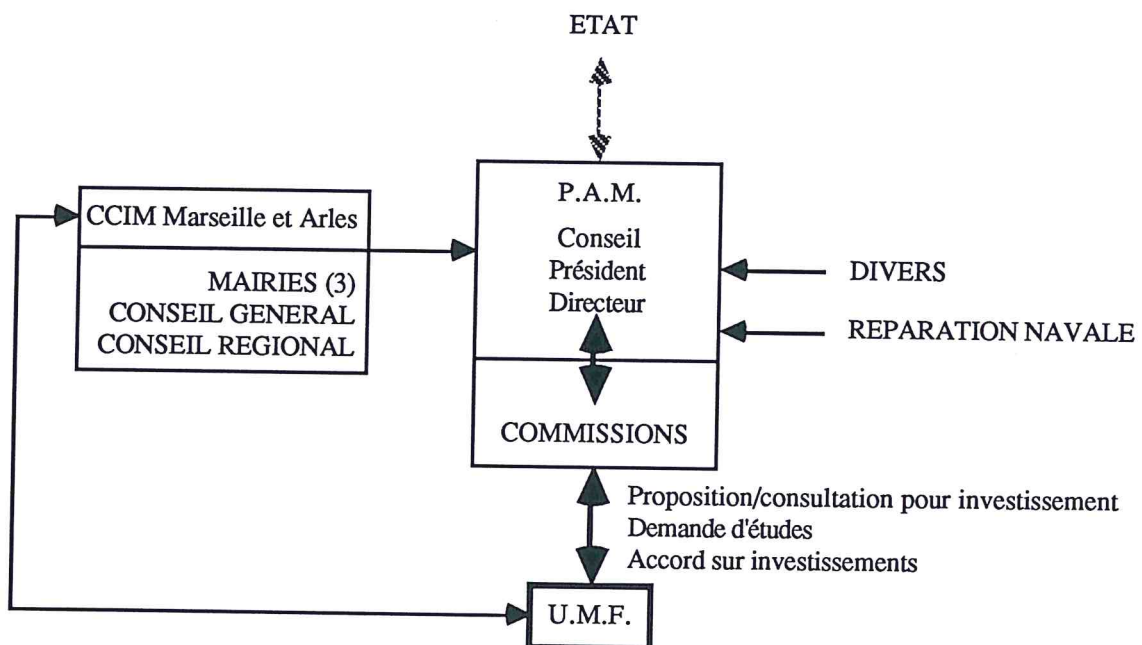 ETAT
P.A.M.
Conseil
Président
Directeur
COMMISSIONS
CCIM Marseille et Arles
MAIRIES (3)
CONSEIL GENERAL
CONSEIL REGIONAL
DIVERS
REPARATION NAVALE
Proposition/consultation pour investissement
Demande d'études
Accord sur investissements
U.M.F.